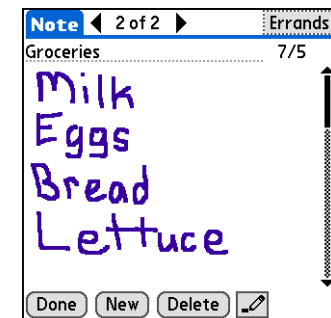 Note 2 of 2 Errands
Groceries 7/5
Milk
Eggs
Bread
Lettuce
Done New Delete